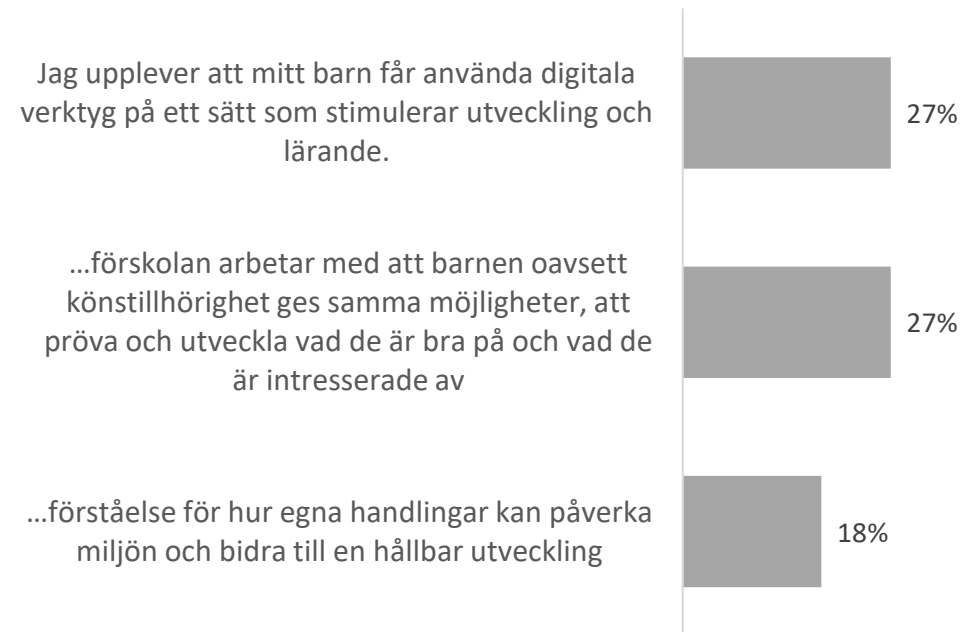 Jag upplever att mitt barn får använda digitala
verktyg på ett sätt som stimulerar utveckling och
lärande.
27%
…förskolan arbetar med att barnen oavsett
könstillhörighet ges samma möjligheter, att
pröva och utveckla vad de är bra på och vad de
är intresserade av
27%
…förståelse för hur egna handlingar kan påverka
miljön och bidra till en hållbar utveckling
18%